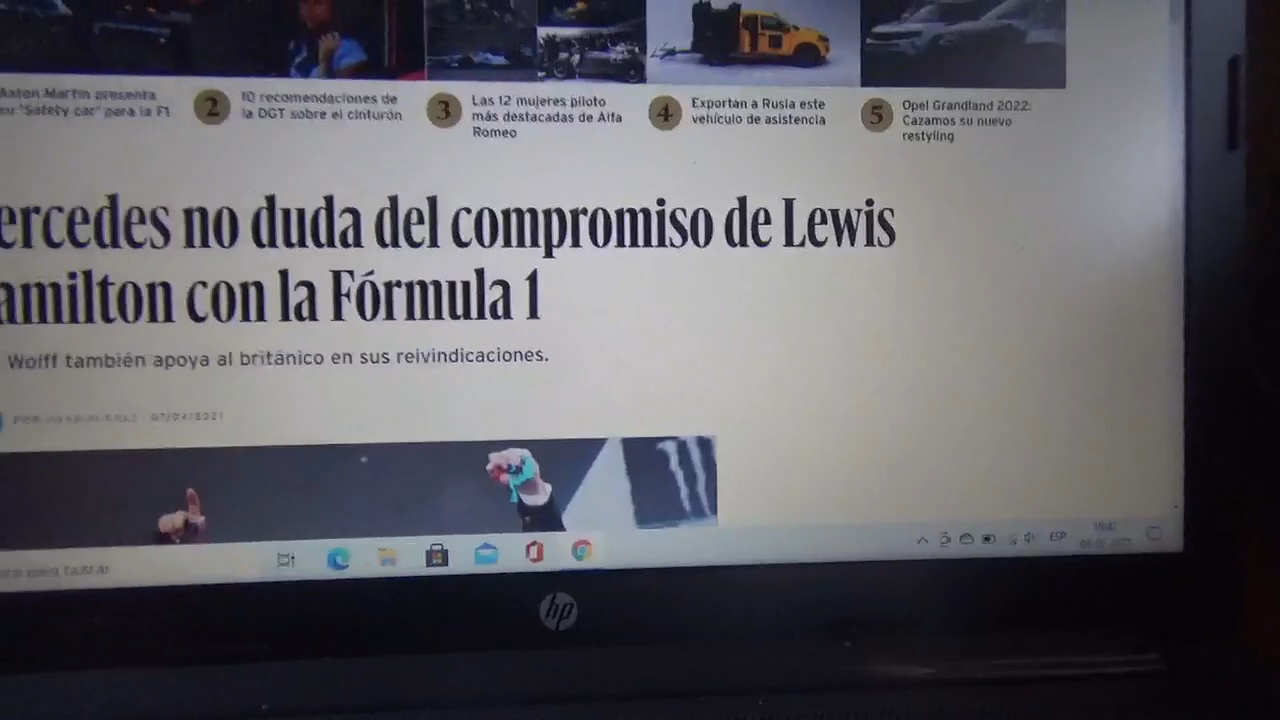 Aston Martin presenta
su "Safety car" para la F1
2
10 recomendaciones de
la DGT sobre el cinturón
3
Las 12 mujeres piloto
más destacadas de Alfa
Romeo
4
Exportan a Rusia este
vehículo de asistencia
5
Opel Grandland 2022:
Cazamos su nuevo
restyling
ercedes no duda del compromiso de Lewis
amilton con la Fórmula 1
Wolff también apoya al británico en sus reivindicaciones.
POR
ESP
para buscar
hp